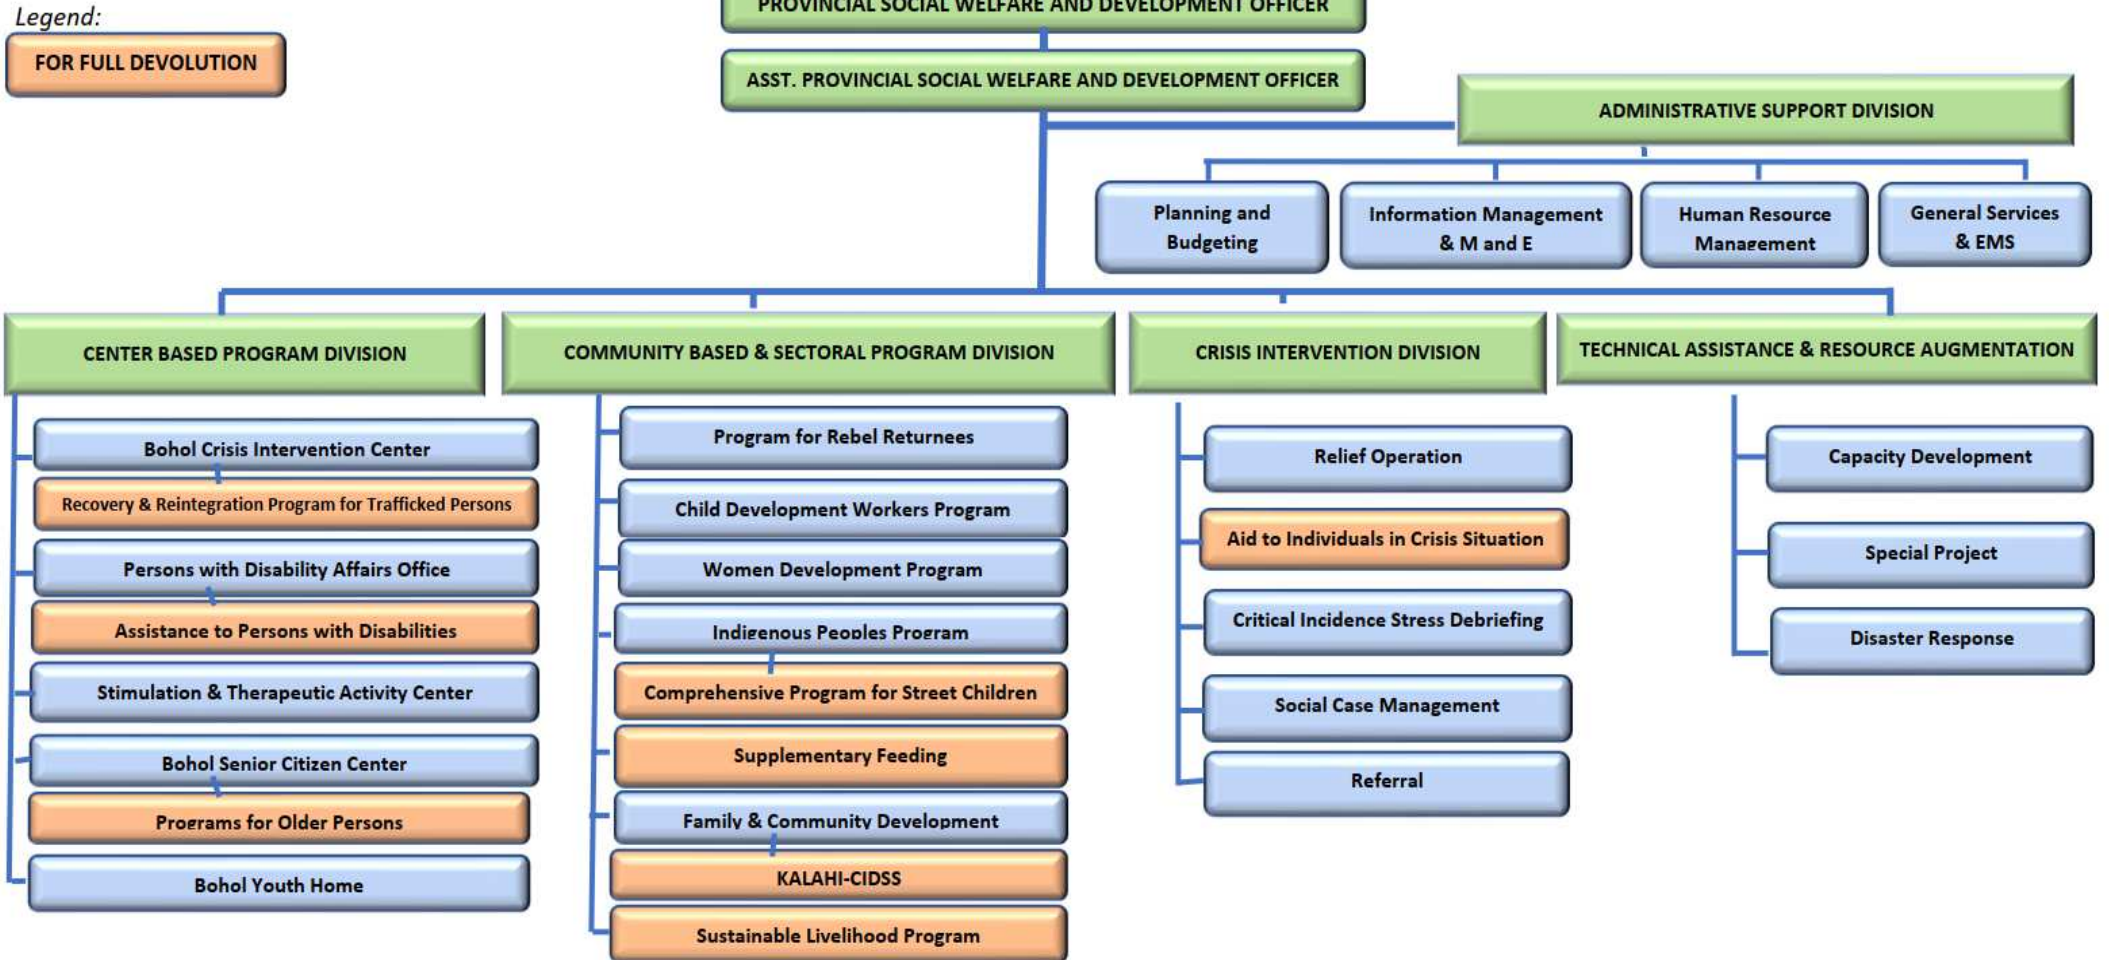 Legend:
FOR FULL DEVOLUTION
PROVINCIAL SOCIAL WELFARE AND DEVELOPMENT OFFICER
ASST. PROVINCIAL SOCIAL WELFARE AND DEVELOPMENT OFFICER
ADMINISTRATIVE SUPPORT DIVISION
Planning and
Budgeting
Information Management
& M and E
Human Resource
Management
General Services
& EMS
CENTER BASED PROGRAM DIVISION
Bohol Crisis Intervention Center
Recovery & Reintegration Program for Trafficked Persons
Persons with Disability Affairs Office
Assistance to Persons with Disabilities
Stimulation & Therapeutic Activity Center
Bohol Senior Citizen Center
Programs for Older Persons
Bohol Youth Home
COMMUNITY BASED & SECTORAL PROGRAM DIVISION
Program for Rebel Returnees
Child Development Workers Program
Women Development Program
Indigenous Peoples Program
Comprehensive Program for Street Children
Supplementary Feeding
Family & Community Development
KALAHI-CIDSS
Sustainable Livelihood Program
CRISIS INTERVENTION DIVISION
Relief Operation
Aid to Individuals in Crisis Situation
Critical Incidence Stress Debriefing
Social Case Management
Referral
TECHNICAL ASSISTANCE & RESOURCE AUGMENTATION
Capacity Development
Special Project
Disaster Response